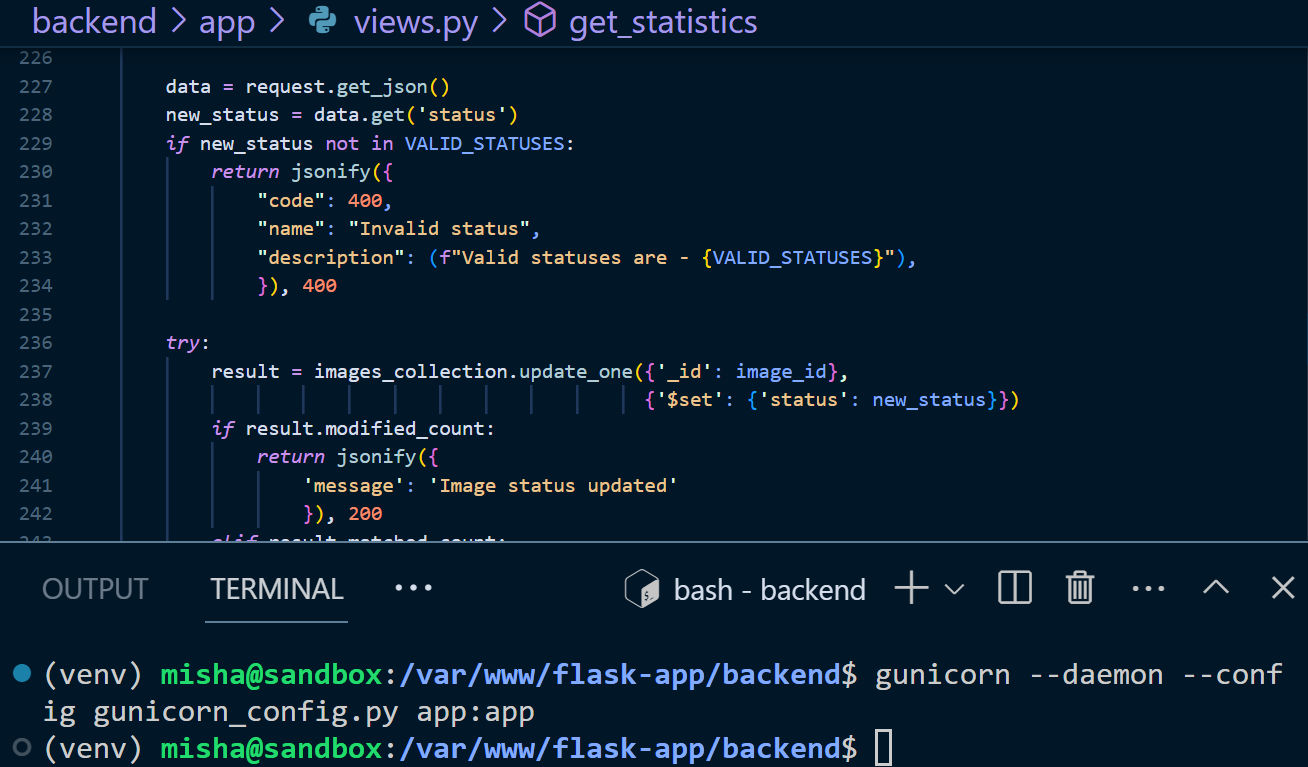 backend > app > views.py > get_statistics
226
227 data = request.get_json()
228 new_status = data.get('status')
229 if new_status not in VALID_STATUSES:
230 return jsonify({
231 "code": 400,
232 "name": "Invalid status",
233 "description": (f"Valid statuses are - {VALID_STATUSES}"),
234 }), 400
235
236 try:
237 result = images_collection.update_one({'_id': image_id},
238 {'$set': {'status': new_status}})
239 if result.modified_count:
240 return jsonify({
241 'message': 'Image status updated'
242 }), 200
243 elif result.matched_count:
OUTPUT TERMINAL ··· bash - backend ···
(venv) misha@sandbox:/var/www/flask-app/backend$ gunicorn --daemon --conf
ig gunicorn_config.py app:app
(venv) misha@sandbox:/var/www/flask-app/backend$